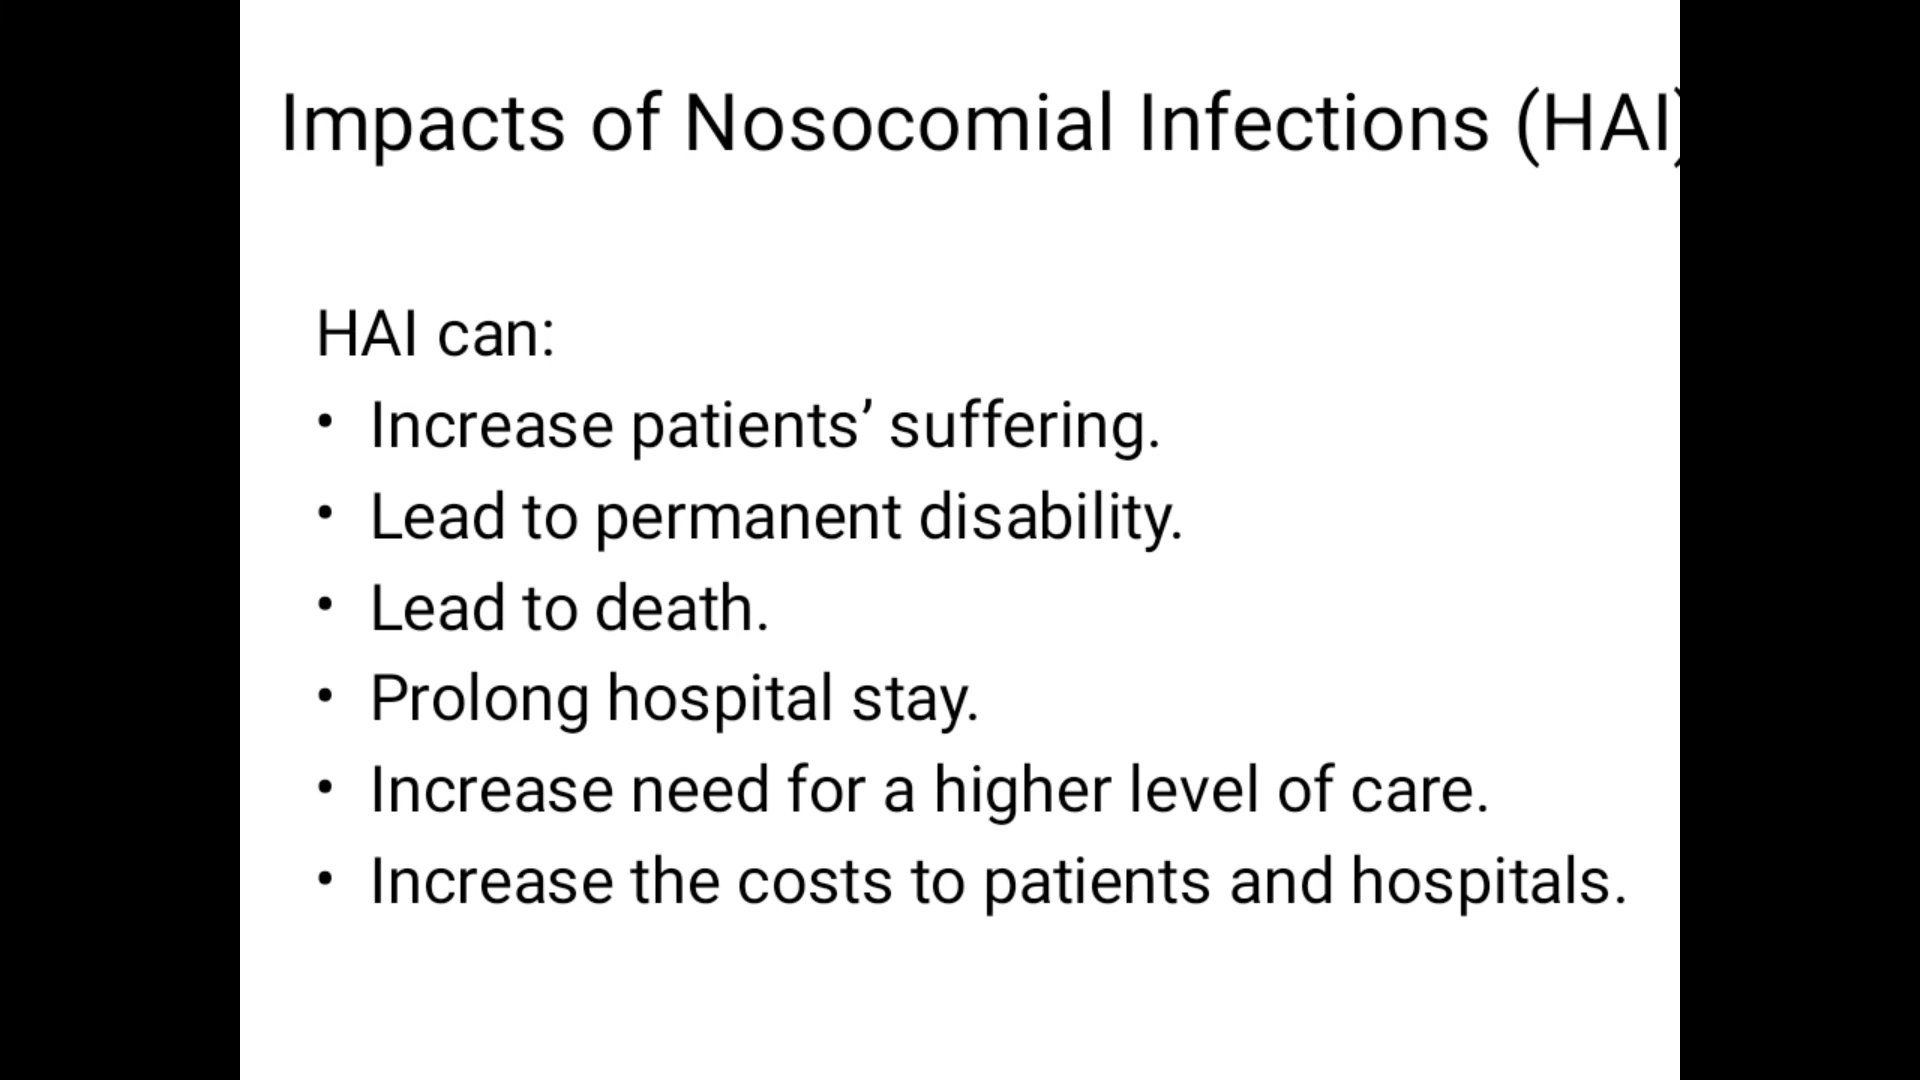 Impacts of Nosocomial Infections (HAI)
HAI can:
• Increase patients’ suffering.
• Lead to permanent disability.
• Lead to death.
• Prolong hospital stay.
• Increase need for a higher level of care.
• Increase the costs to patients and hospitals.